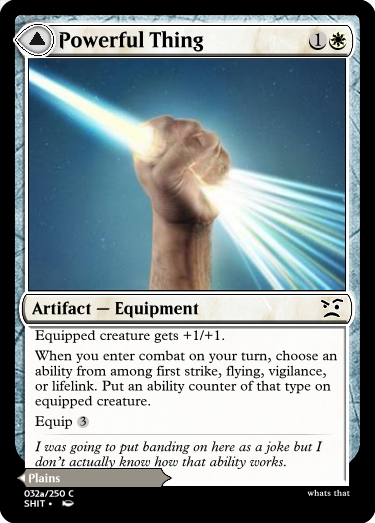 Powerful Thing 1
Artifact — Equipment
Equipped creature gets +1/+1.
When you enter combat on your turn, choose an
ability from among first strike, flying, vigilance,
or lifelink. Put an ability counter of that type on
equipped creature.
Equip 3
I was going to put banding on here as a joke but I
don't actually know how that ability works.
Plains
032a/250 C
SHIT •
whats that